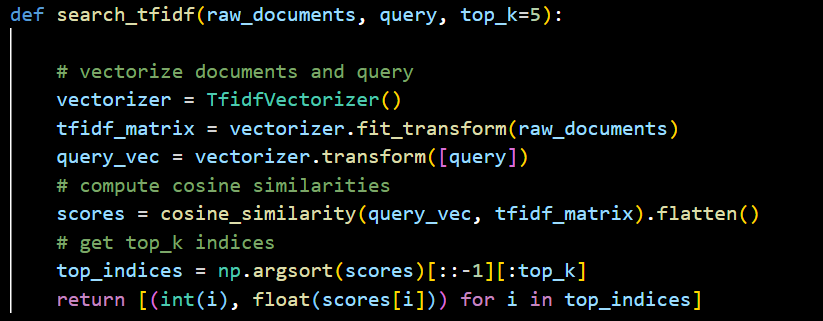 def search_tfidf(raw_documents, query, top_k=5):
# vectorize documents and query
vectorizer = TfidfVectorizer()
tfidf_matrix = vectorizer.fit_transform(raw_documents)
query_vec = vectorizer.transform([query])
# compute cosine similarities
scores = cosine_similarity(query_vec, tfidf_matrix).flatten()
# get top_k indices
top_indices = np.argsort(scores)[::-1][:top_k]
return [(int(i), float(scores[i])) for i in top_indices]